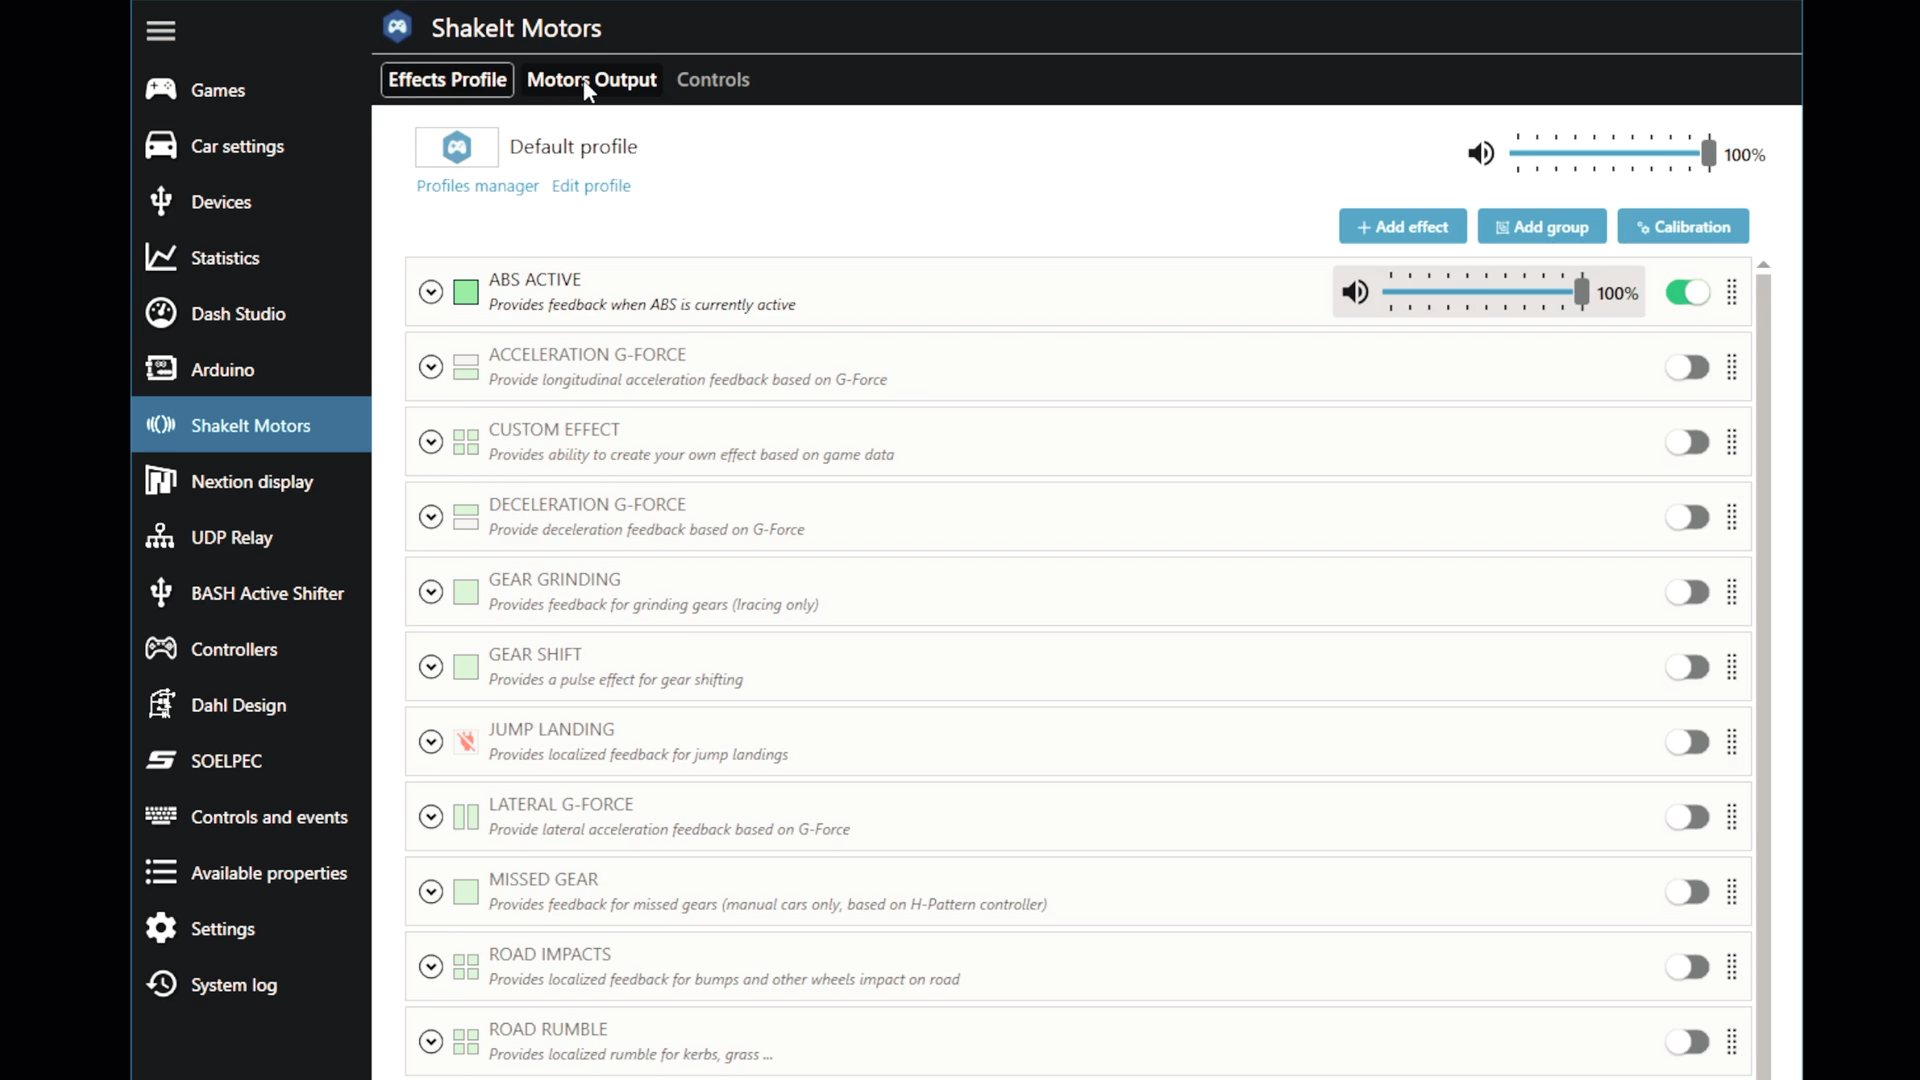 ShakeIt Motors
Effects Profile Motors Output Controls
Games
Car settings
Devices
Statistics
Dash Studio
Arduino
ShakeIt Motors
Nextion display
UDP Relay
BASH Active Shifter
Controllers
Dahl Design
SOELPEC
Controls and events
Available properties
Settings
System log
Default profile
Profiles manager Edit profile
100%
+ Add effect Add group Calibration
ABS ACTIVE
Provides feedback when ABS is currently active
100%
ACCELERATION G-FORCE
Provide longitudinal acceleration feedback based on G-Force
CUSTOM EFFECT
Provides ability to create your own effect based on game data
DECELERATION G-FORCE
Provide deceleration feedback based on G-Force
GEAR GRINDING
Provides feedback for grinding gears (Iracing only)
GEAR SHIFT
Provides a pulse effect for gear shifting
JUMP LANDING
Provides localized feedback for jump landings
LATERAL G-FORCE
Provide lateral acceleration feedback based on G-Force
MISSED GEAR
Provides feedback for missed gears (manual cars only, based on H-Pattern controller)
ROAD IMPACTS
Provides localized feedback for bumps and other wheels impact on road
ROAD RUMBLE
Provides localized rumble for kerbs, grass ...